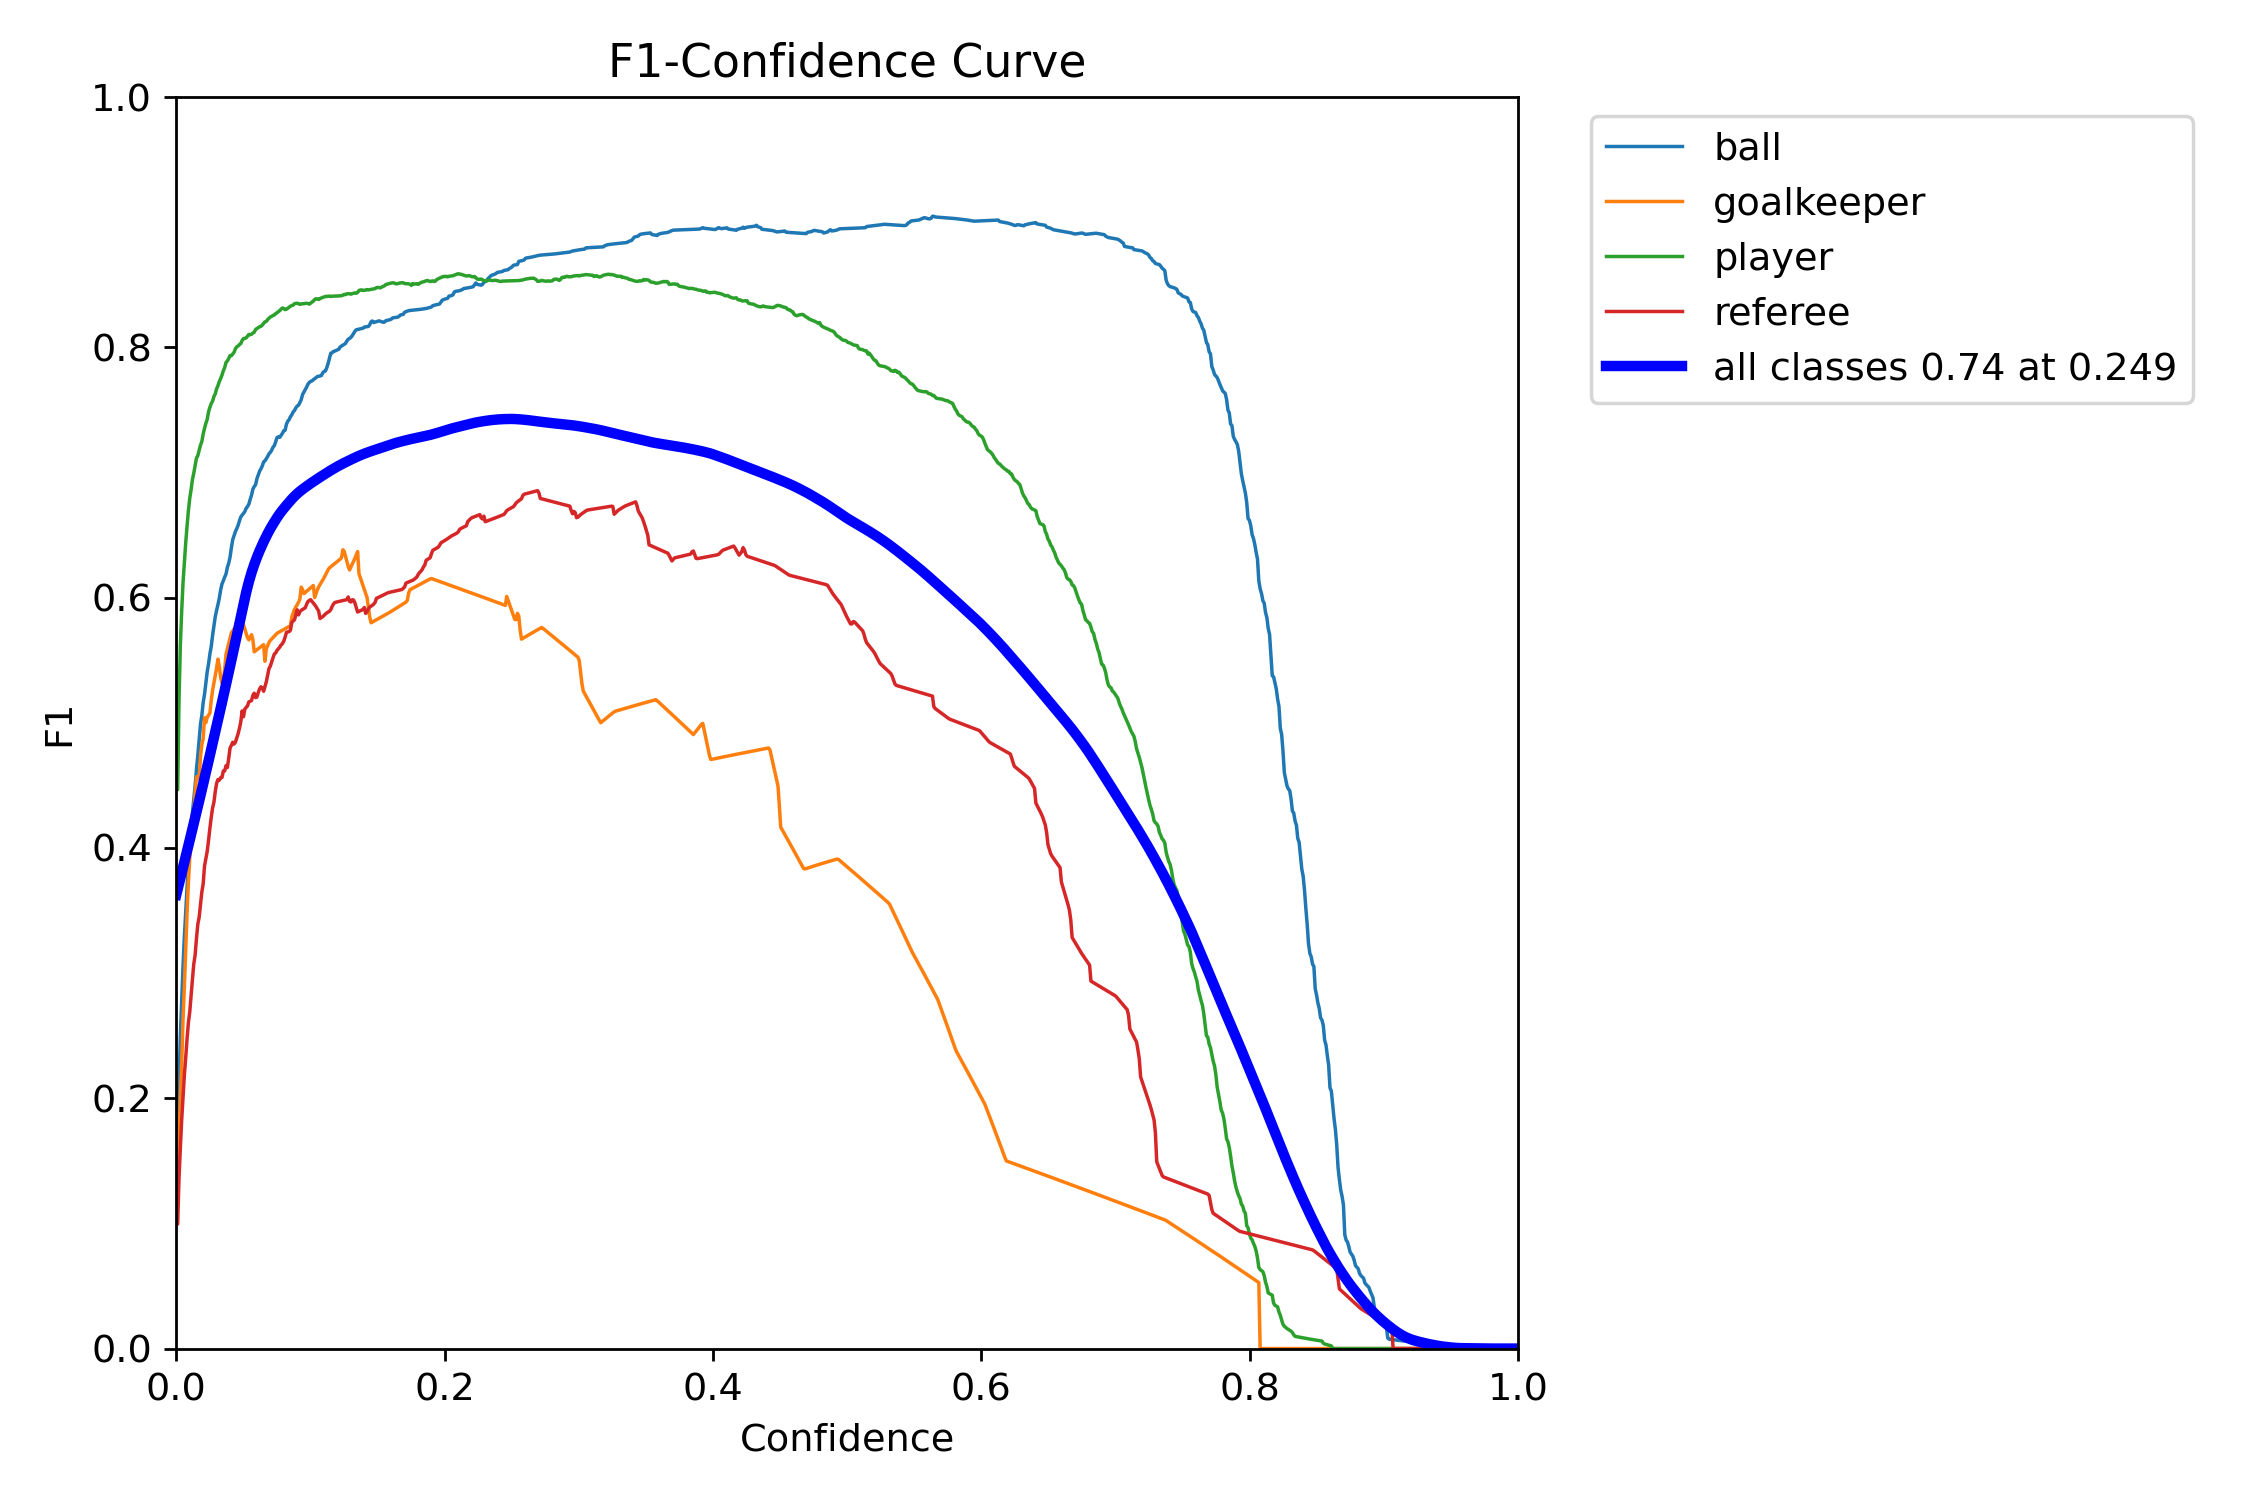 F1-Confidence Curve
1.0
0.8
0.6
0.4
0.2
0.0
F1
0.0 0.2 0.4 0.6 0.8 1.0
Confidence
ball
goalkeeper
player
referee
all classes 0.74 at 0.249